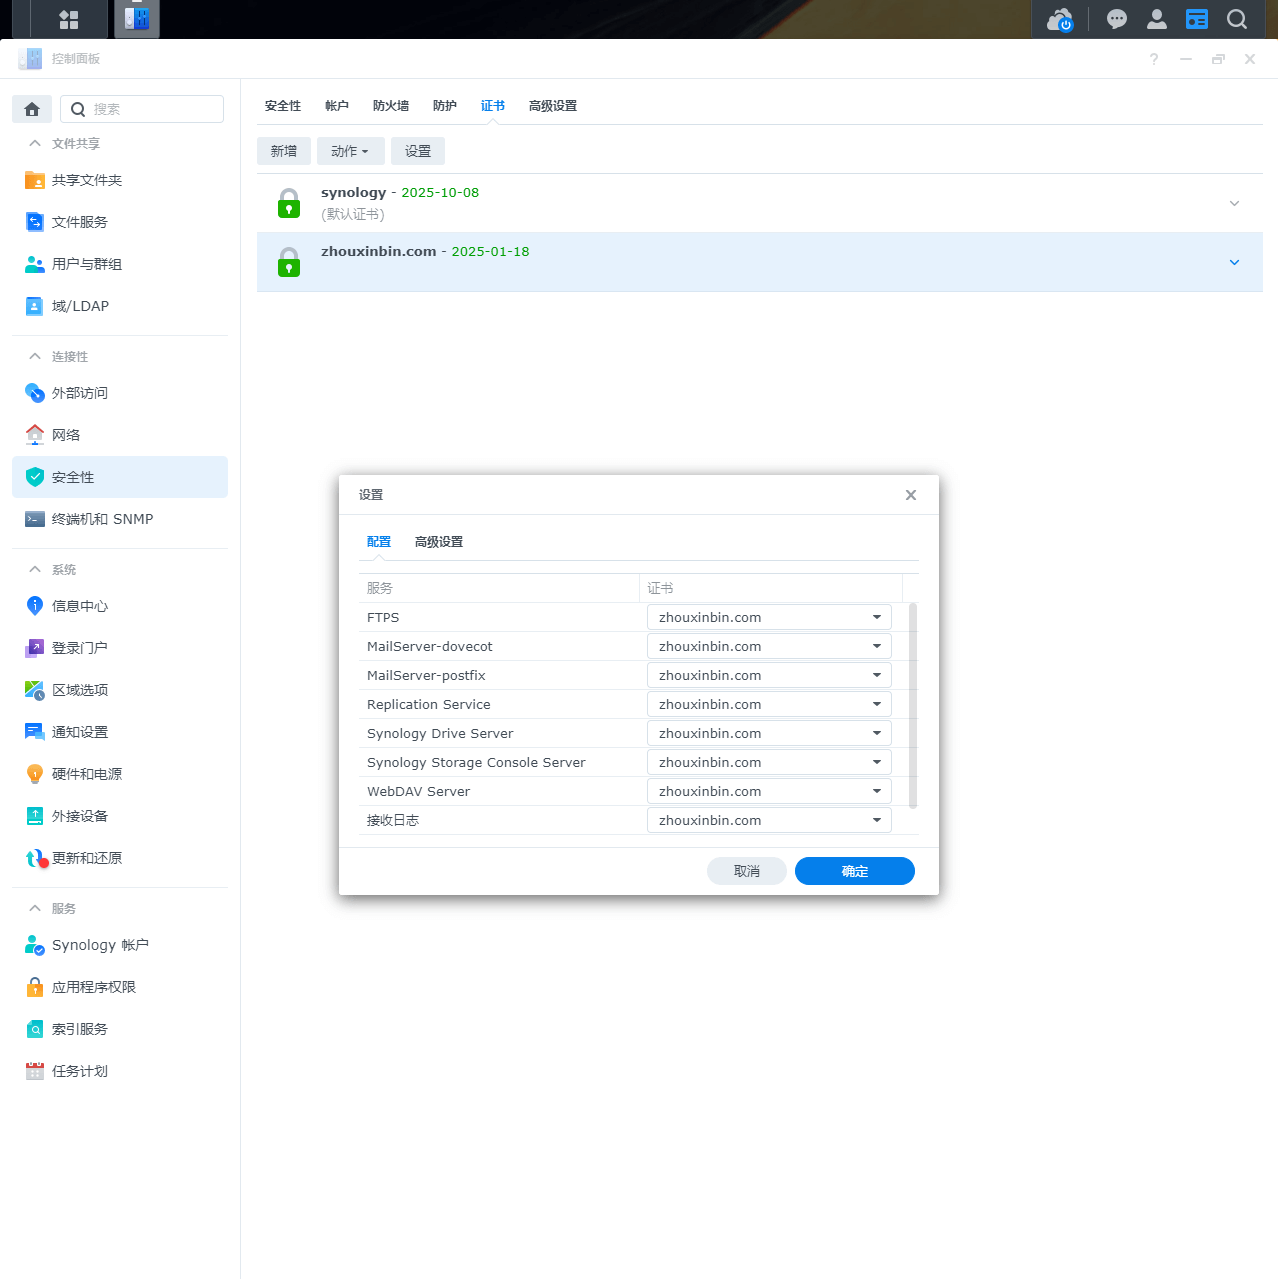 控制面板
?
搜索
文件共享
共享文件夹
文件服务
用户与群组
域/LDAP
连接性
外部访问
网络
安全性
终端机和 SNMP
系统
信息中心
登录门户
区域选项
通知设置
硬件和电源
外接设备
更新和还原
服务
Synology 帐户
应用程序权限
索引服务
任务计划
安全性 帐户 防火墙 防护 证书 高级设置
新增 动作 设置
synology - 2025-10-08
(默认证书)
zhouxinbin.com - 2025-01-18
设置
配置 高级设置
服务 证书
FTPS zhouxinbin.com
MailServer-dovecot zhouxinbin.com
MailServer-postfix zhouxinbin.com
Replication Service zhouxinbin.com
Synology Drive Server zhouxinbin.com
Synology Storage Console Server zhouxinbin.com
WebDAV Server zhouxinbin.com
接收日志 zhouxinbin.com
取消 确定